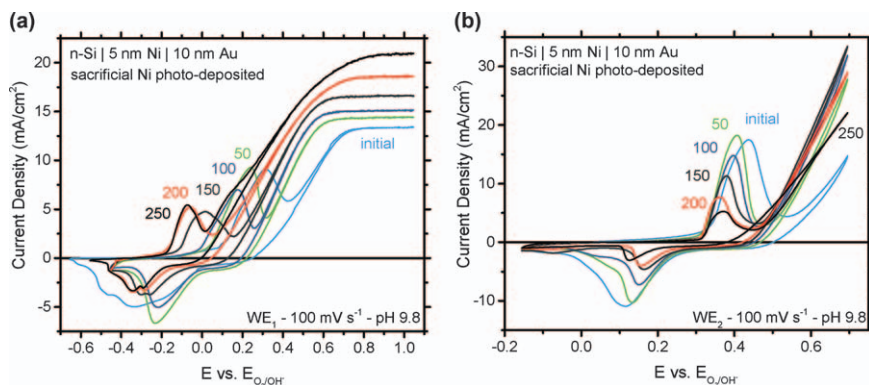 (a)
n-Si | 5 nm Ni | 10 nm Au
sacrificial Ni photo-deposited
20
15
10
5
0
-5
Current Density (mA/cm²)
50
100
150
200
250
initial
WE₁ - 100 mV s⁻¹ - pH 9.8
-0.6 -0.4 -0.2 0 0.2 0.4 0.6 0.8 1.0
E vs. E_O₂/OH⁻
(b)
n-Si | 5 nm Ni | 10 nm Au
sacrificial Ni photo-deposited
30
20
10
0
-10
Current Density (mA/cm²)
50
initial
100
150
200
250
WE₂ - 100 mV s⁻¹ - pH 9.8
-0.2 0.0 0.2 0.4 0.6 0.8
E vs. E_O₂/OH⁻